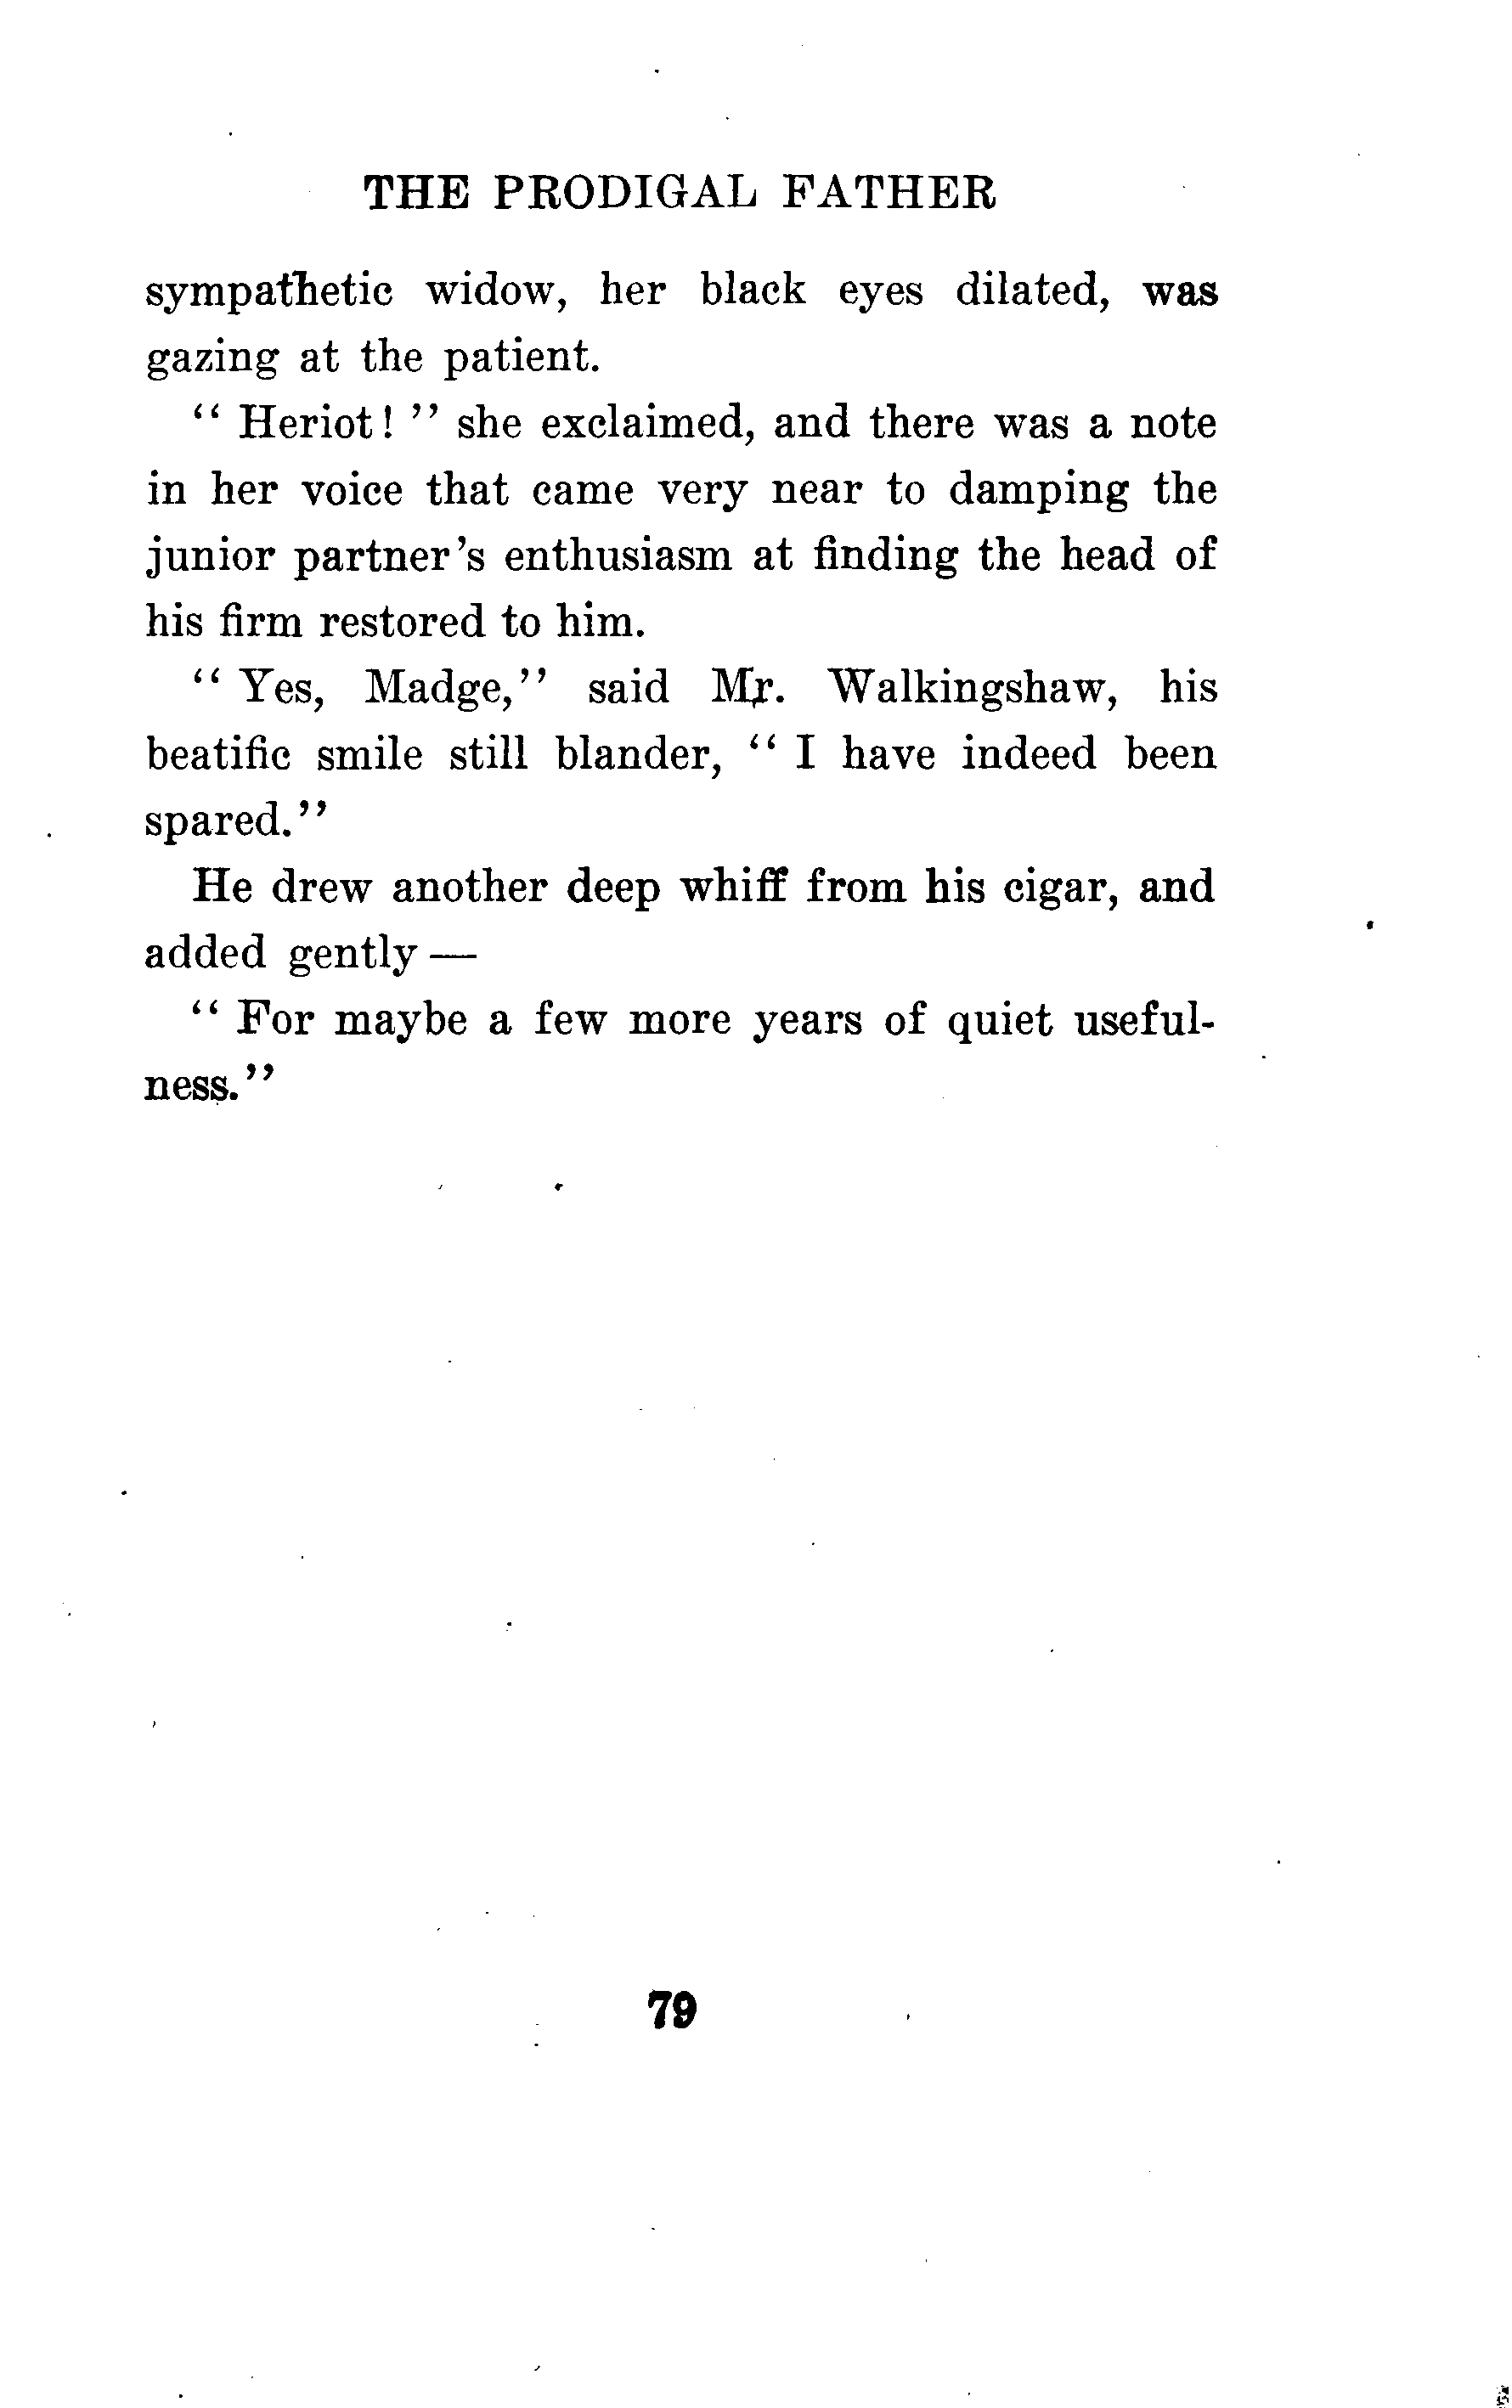 THE PRODIGAL FATHER
sympathetic widow, her black eyes dilated, was
gazing at the patient.
“ Heriot! ” she exclaimed, and there was a note
in her voice that came very near to damping the
junior partner’s enthusiasm at finding the head of
his firm restored to him.
“ Yes, Madge,” said Mr. Walkingshaw, his
beatific smile still blander, “ I have indeed been
spared.”
He drew another deep whiff from his cigar, and
added gently —
“ For maybe a few more years of quiet useful-
ness.”
79